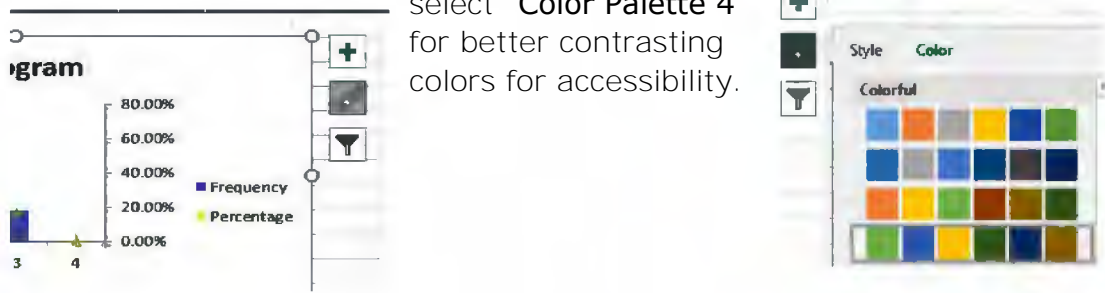 select "Color Palette 4"
for better contrasting
colors for accessibility.
gram
80.00%
60.00%
40.00%
20.00%
0.00%
Frequency
Percentage
3 4
Style Color
Colorful